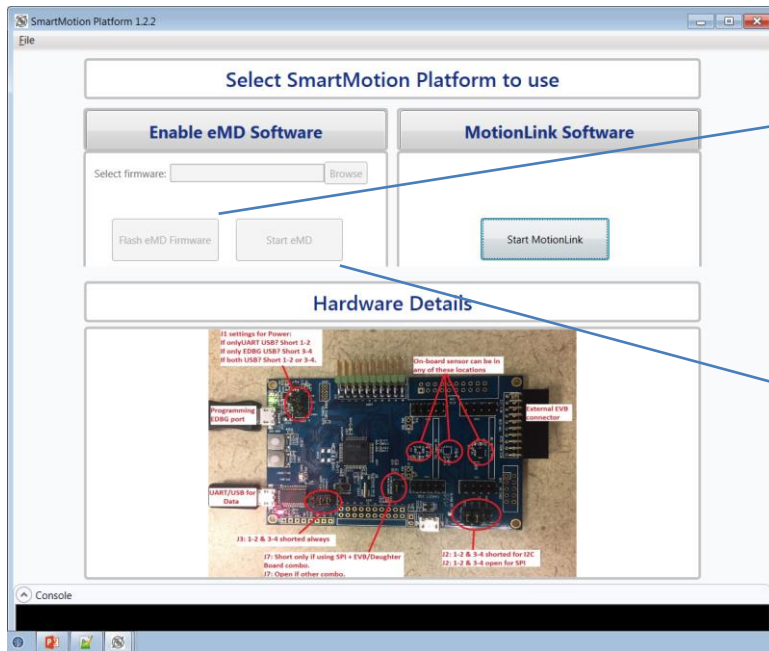 SmartMotion Platform 1.2.2
File
Select SmartMotion Platform to use
Enable eMD Software
MotionLink Software
Select firmware:
Browse
Flash eMD Firmware
Start eMD
Start MotionLink
Hardware Details
J1 settings for Power:
If onlyUART USB? Short 1-2
If only EDBG USB? Short 3-4
If both USB? Short 1-2 or 3-4.
On-board sensor can be in
any of these locations
Programming
EDBG port
External EVB
connector
UART/USB for
Data
J3: 1-2 & 3-4 shorted always
J7: Short only if using SPI + EVB/Daughter
Board combo.
J7: Open if other combo.
J2: 1-2 & 3-4 shorted for I2C
J2: 1-2 & 3-4 open for SPI
Console